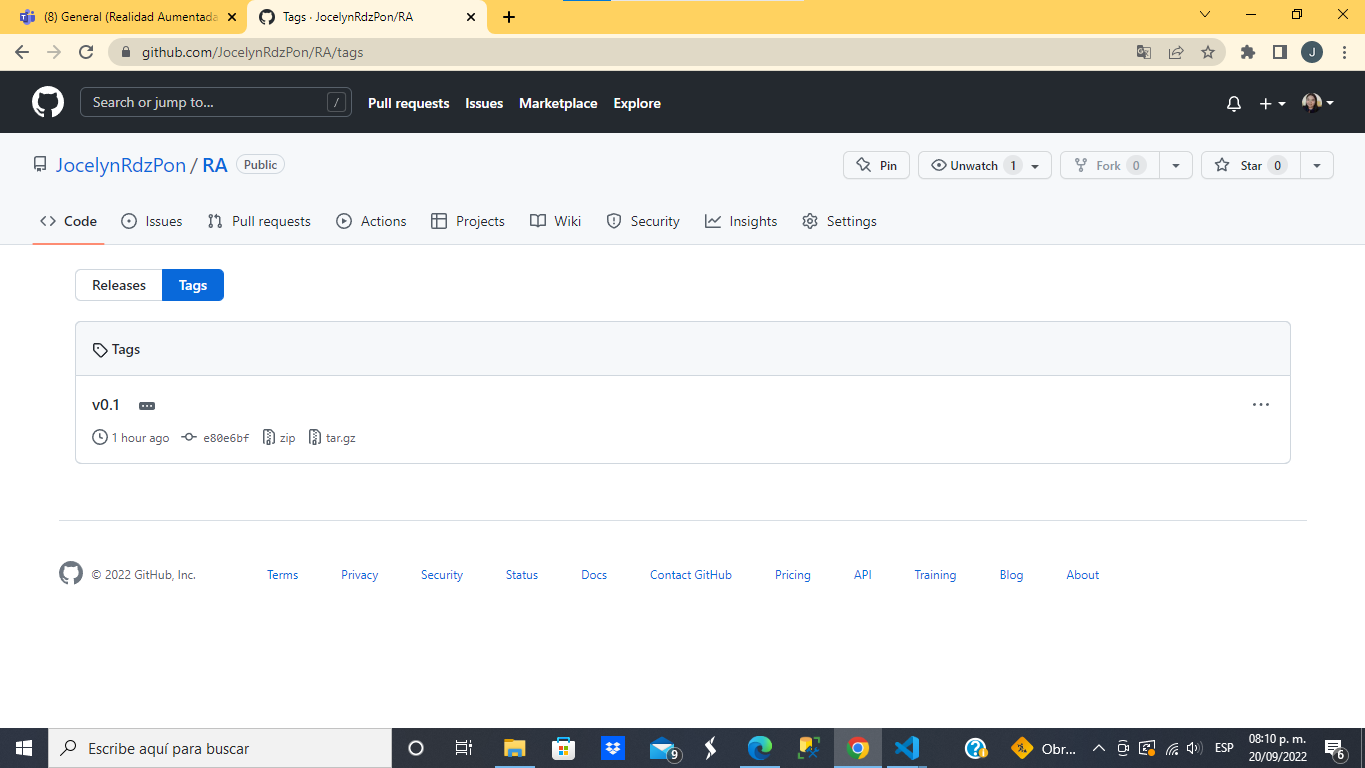 (8) General (Realidad Aumentada
Tags · JocelynRdzPon/RA
github.com/JocelynRdzPon/RA/tags
J
Search or jump to...
/
Pull requests
Issues
Marketplace
Explore
JocelynRdzPon / RA
Public
Pin
Unwatch 1
Fork 0
Star 0
Code
Issues
Pull requests
Actions
Projects
Wiki
Security
Insights
Settings
Releases
Tags
Tags
v0.1
1 hour ago
e80e6bf
zip
tar.gz
© 2022 GitHub, Inc.
Terms
Privacy
Security
Status
Docs
Contact GitHub
Pricing
API
Training
Blog
About
Escribe aquí para buscar
9
Obr...
ESP
08:10 p. m.
20/09/2022
6